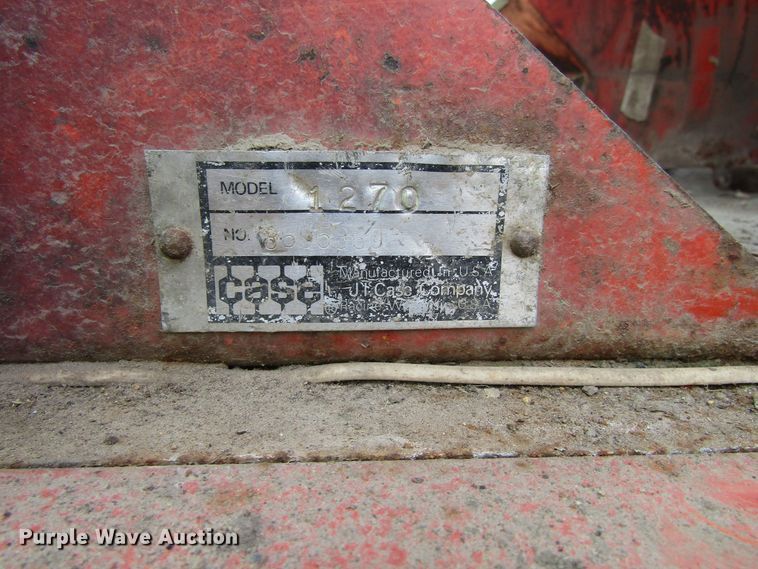 MODEL 1270
NO.
case
Manufactured In U.S.A.
J I Case Company
Purple Wave Auction